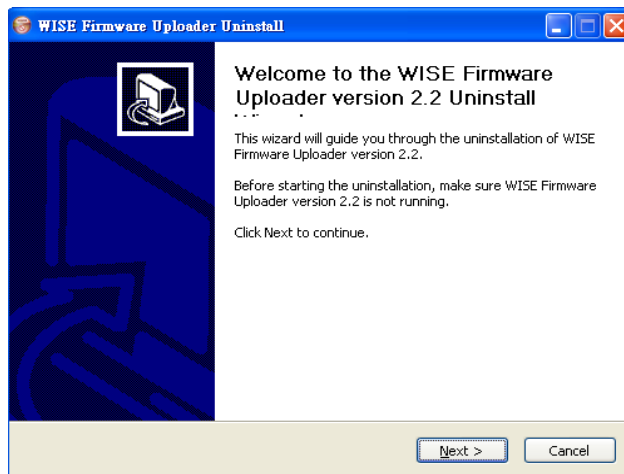 WISE Firmware Uploader Uninstall
Welcome to the WISE Firmware
Uploader version 2.2 Uninstall
This wizard will guide you through the uninstallation of WISE
Firmware Uploader version 2.2.
Before starting the uninstallation, make sure WISE Firmware
Uploader version 2.2 is not running.
Click Next to continue.
Next >
Cancel